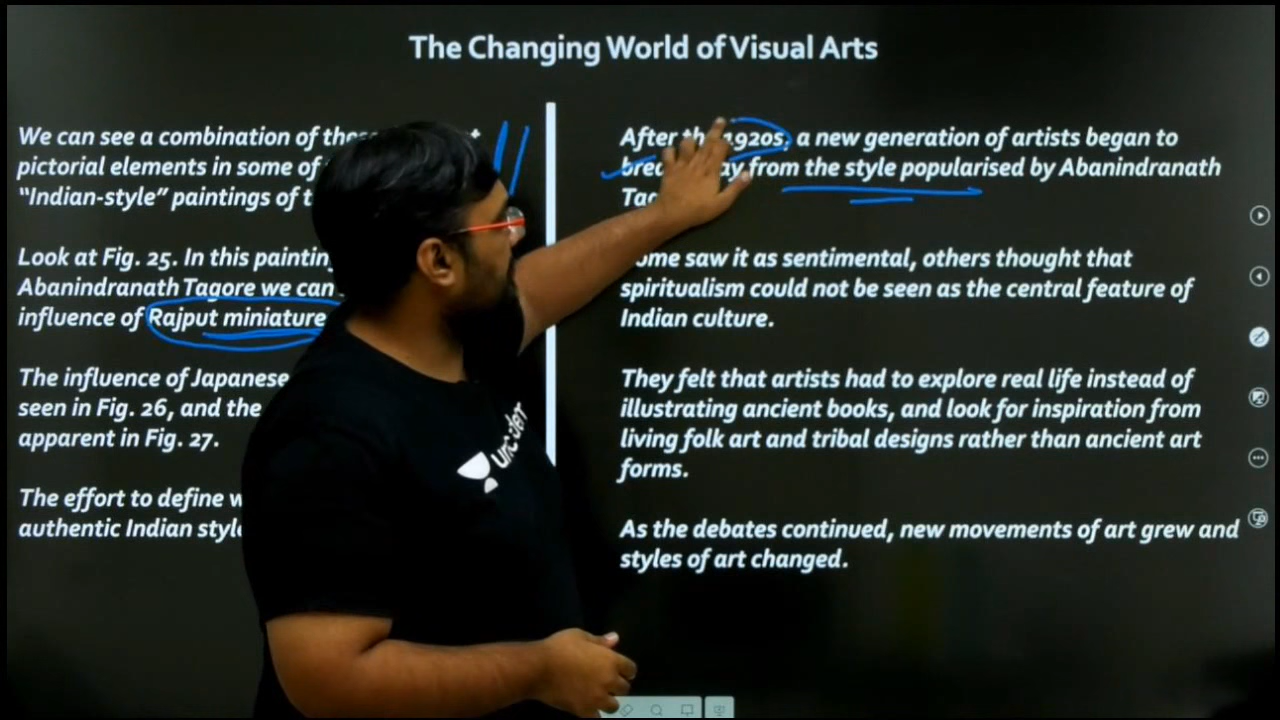 The Changing World of Visual Arts
We can see a combination of
pictorial elements in some of
“Indian-style” paintings of
Look at Fig. 25. In this painting
Abanindranath Tagore we can
influence of Rajput miniature
The influence of Japanese
seen in Fig. 26, and the
apparent in Fig. 27.
The effort to define
authentic Indian style
After the 1920s, a new generation of artists began to
from the style popularised by Abanindranath
Some saw it as sentimental, others thought that
spiritualism could not be seen as the central feature of
Indian culture.
They felt that artists had to explore real life instead of
illustrating ancient books, and look for inspiration from
living folk art and tribal designs rather than ancient art
forms.
As the debates continued, new movements of art grew and
styles of art changed.
unacademy